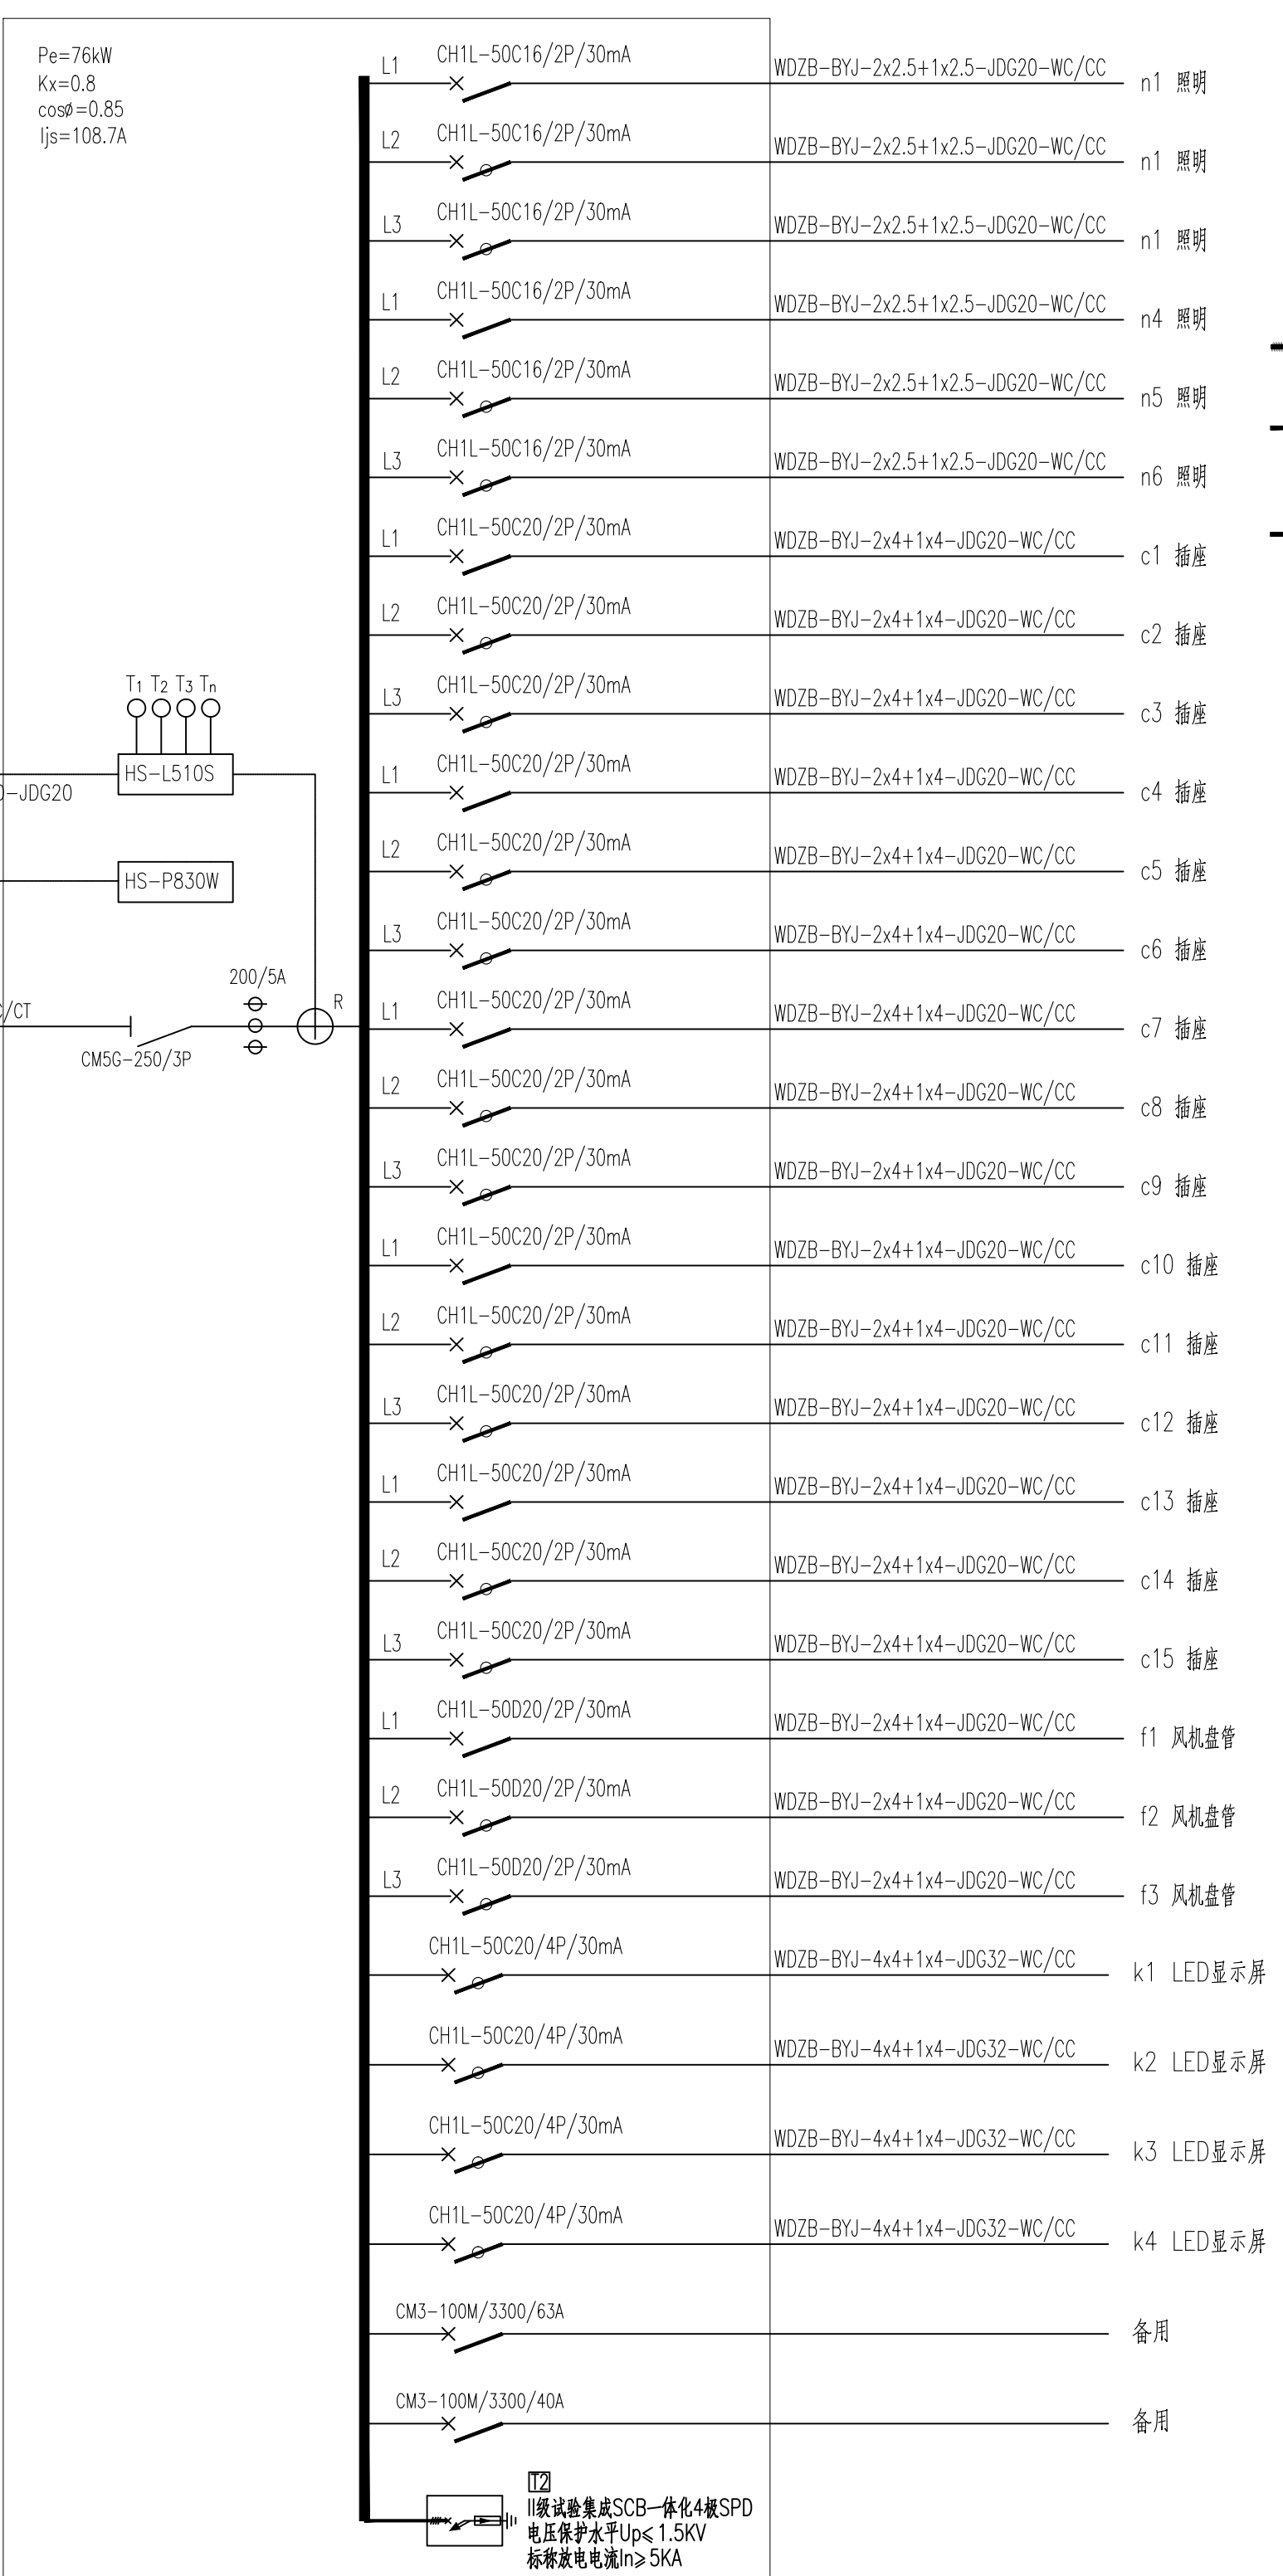 Pe=76kW
Kx=0.8
cosø=0.85
Ijs=108.7A
L1 CH1L-50C16/2P/30mA WDZB-BYJ-2x2.5+1x2.5-JDG20-WC/CC n1 照明
L2 CH1L-50C16/2P/30mA WDZB-BYJ-2x2.5+1x2.5-JDG20-WC/CC n1 照明
L3 CH1L-50C16/2P/30mA WDZB-BYJ-2x2.5+1x2.5-JDG20-WC/CC n1 照明
L1 CH1L-50C16/2P/30mA WDZB-BYJ-2x2.5+1x2.5-JDG20-WC/CC n4 照明
L2 CH1L-50C16/2P/30mA WDZB-BYJ-2x2.5+1x2.5-JDG20-WC/CC n5 照明
L3 CH1L-50C16/2P/30mA WDZB-BYJ-2x2.5+1x2.5-JDG20-WC/CC n6 照明
L1 CH1L-50C20/2P/30mA WDZB-BYJ-2x4+1x4-JDG20-WC/CC c1 插座
L2 CH1L-50C20/2P/30mA WDZB-BYJ-2x4+1x4-JDG20-WC/CC c2 插座
L3 CH1L-50C20/2P/30mA WDZB-BYJ-2x4+1x4-JDG20-WC/CC c3 插座
T1 T2 T3 Tn
HS-L510S
-JDG20
L1 CH1L-50C20/2P/30mA WDZB-BYJ-2x4+1x4-JDG20-WC/CC c4 插座
L2 CH1L-50C20/2P/30mA WDZB-BYJ-2x4+1x4-JDG20-WC/CC c5 插座
HS-P830W
L3 CH1L-50C20/2P/30mA WDZB-BYJ-2x4+1x4-JDG20-WC/CC c6 插座
200/5A
R
/CT
CM5G-250/3P
L1 CH1L-50C20/2P/30mA WDZB-BYJ-2x4+1x4-JDG20-WC/CC c7 插座
L2 CH1L-50C20/2P/30mA WDZB-BYJ-2x4+1x4-JDG20-WC/CC c8 插座
L3 CH1L-50C20/2P/30mA WDZB-BYJ-2x4+1x4-JDG20-WC/CC c9 插座
L1 CH1L-50C20/2P/30mA WDZB-BYJ-2x4+1x4-JDG20-WC/CC c10 插座
L2 CH1L-50C20/2P/30mA WDZB-BYJ-2x4+1x4-JDG20-WC/CC c11 插座
L3 CH1L-50C20/2P/30mA WDZB-BYJ-2x4+1x4-JDG20-WC/CC c12 插座
L1 CH1L-50C20/2P/30mA WDZB-BYJ-2x4+1x4-JDG20-WC/CC c13 插座
L2 CH1L-50C20/2P/30mA WDZB-BYJ-2x4+1x4-JDG20-WC/CC c14 插座
L3 CH1L-50C20/2P/30mA WDZB-BYJ-2x4+1x4-JDG20-WC/CC c15 插座
L1 CH1L-50D20/2P/30mA WDZB-BYJ-2x4+1x4-JDG20-WC/CC f1 风机盘管
L2 CH1L-50D20/2P/30mA WDZB-BYJ-2x4+1x4-JDG20-WC/CC f2 风机盘管
L3 CH1L-50D20/2P/30mA WDZB-BYJ-2x4+1x4-JDG20-WC/CC f3 风机盘管
CH1L-50C20/4P/30mA WDZB-BYJ-4x4+1x4-JDG32-WC/CC k1 LED显示屏
CH1L-50C20/4P/30mA WDZB-BYJ-4x4+1x4-JDG32-WC/CC k2 LED显示屏
CH1L-50C20/4P/30mA WDZB-BYJ-4x4+1x4-JDG32-WC/CC k3 LED显示屏
CH1L-50C20/4P/30mA WDZB-BYJ-4x4+1x4-JDG32-WC/CC k4 LED显示屏
CM3-100M/3300/63A 备用
CM3-100M/3300/40A 备用
T2
II级试验集成SCB一体化4极SPD
电压保护水平Up≤1.5KV
标称放电电流In≥5KA